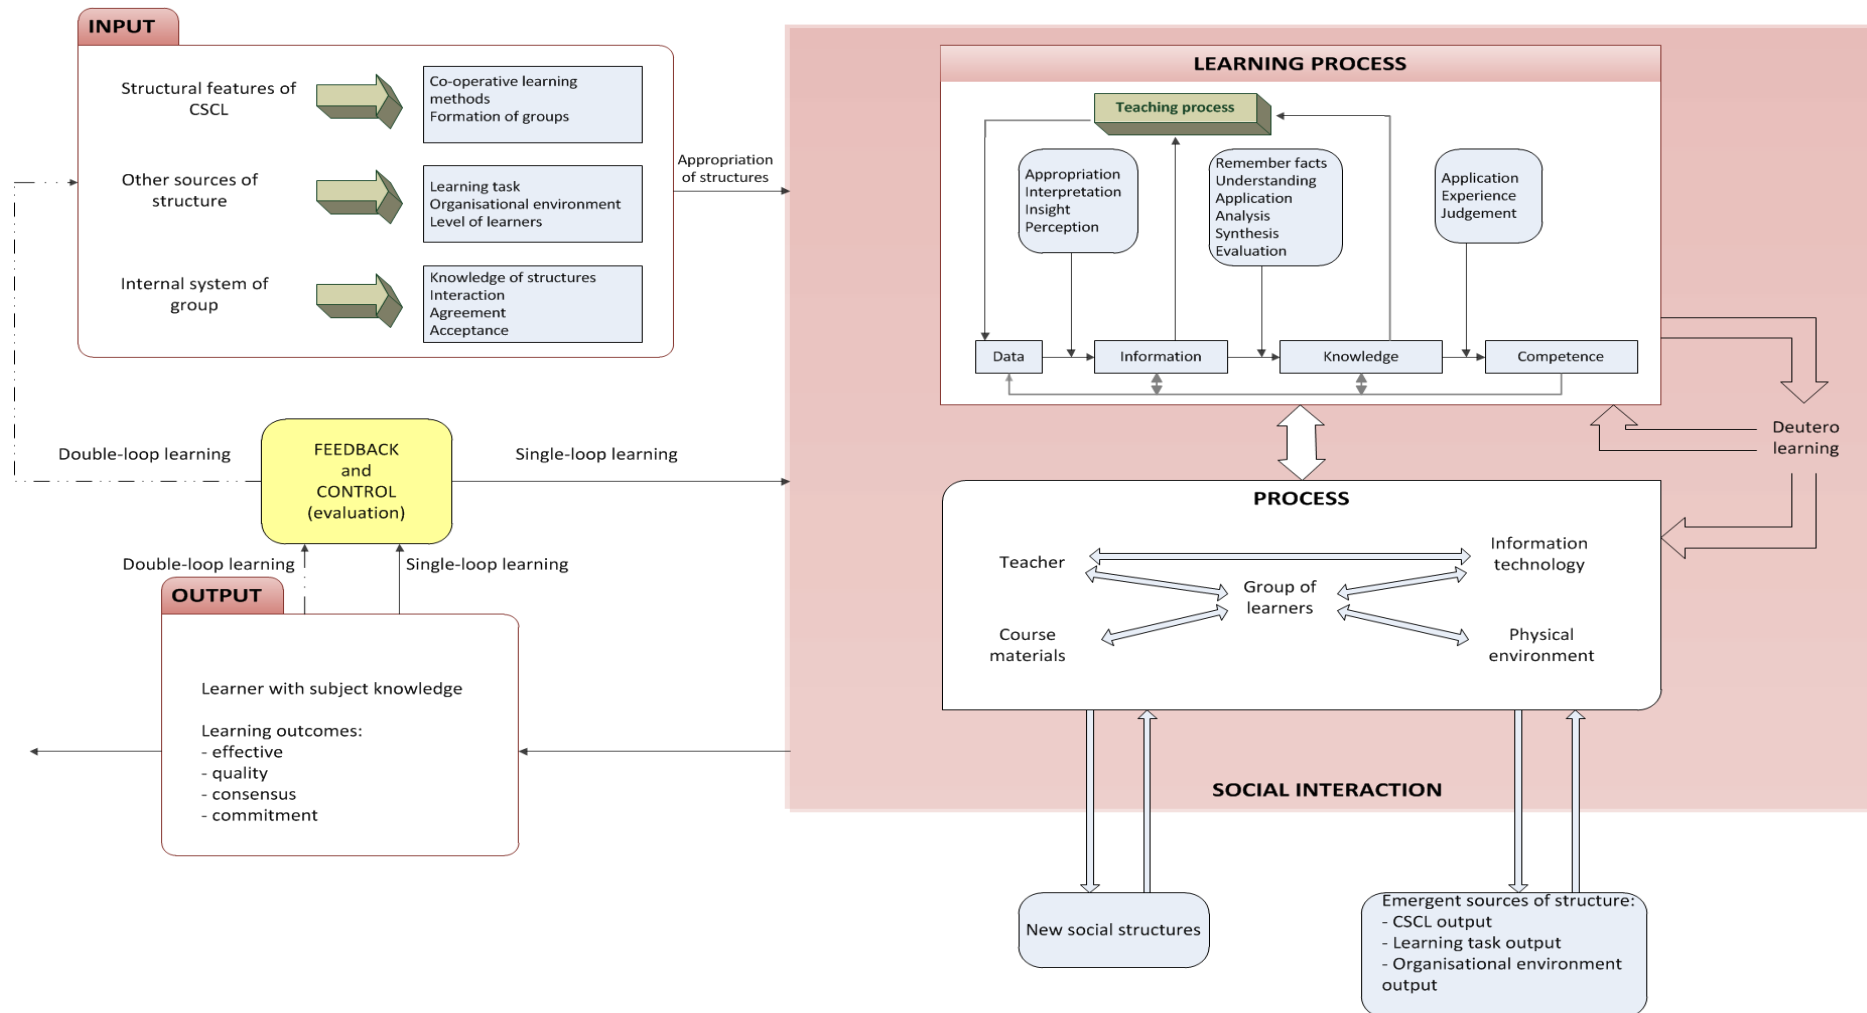 INPUT
Structural features of
CSCL
Co-operative learning
methods
Formation of groups
Other sources of
structure
Learning task
Organisational environment
Level of learners
Internal system of
group
Knowledge of structures
Interaction
Agreement
Acceptance
Appropriation
of structures
LEARNING PROCESS
Teaching process
Appropriation
Interpretation
Insight
Perception
Remember facts
Understanding
Application
Analysis
Synthesis
Evaluation
Application
Experience
Judgement
Data
Information
Knowledge
Competence
Deutero
learning
Double-loop learning
FEEDBACK
and
CONTROL
(evaluation)
Single-loop learning
Double-loop learning
Single-loop learning
PROCESS
Teacher
Information
technology
Group of
learners
Course
materials
Physical
environment
OUTPUT
Learner with subject knowledge
Learning outcomes:
- effective
- quality
- consensus
- commitment
SOCIAL INTERACTION
New social structures
Emergent sources of structure:
- CSCL output
- Learning task output
- Organisational environment
output